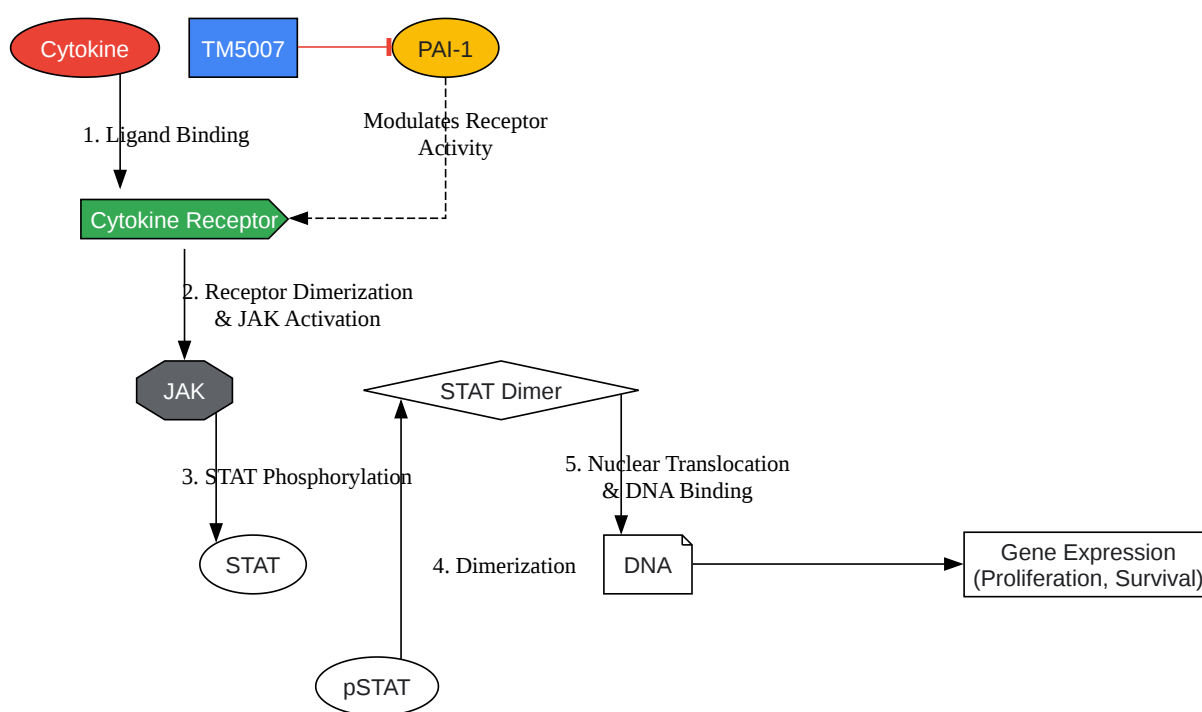 Cytokine
TM5007
PAI-1
1. Ligand Binding
Modulates Receptor
Activity
Cytokine Receptor
2. Receptor Dimerization
& JAK Activation
JAK
STAT Dimer
3. STAT Phosphorylation
5. Nuclear Translocation
& DNA Binding
STAT
4. Dimerization
DNA
Gene Expression
(Proliferation, Survival)
pSTAT